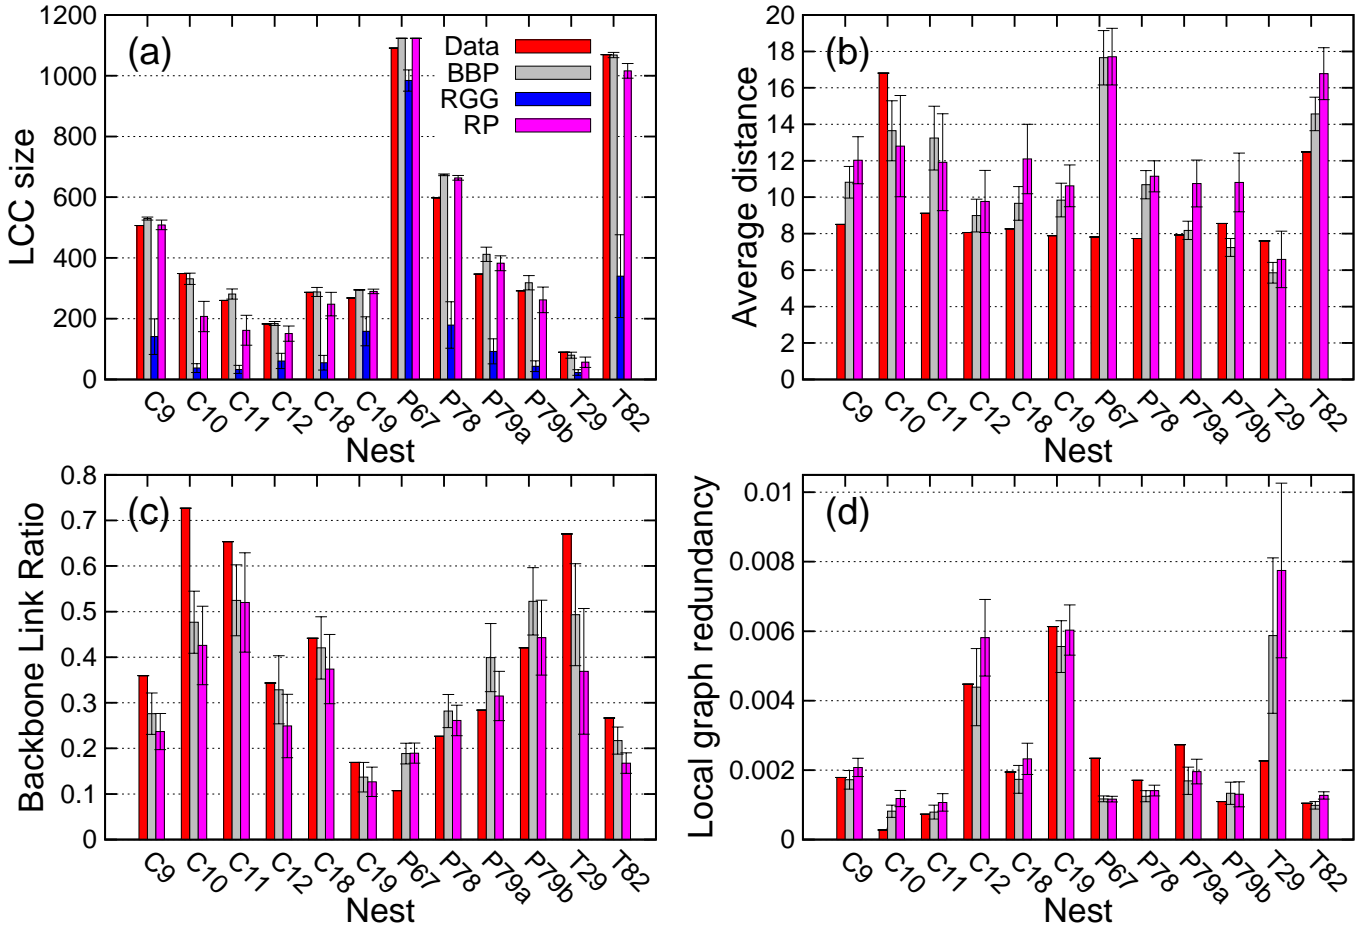 (a)
Data
BBP
RGG
RP
LCC size
1200
1000
800
600
400
200
0
C9 C10 C11 C12 C18 C19 P67 P78 P79a P79b T29 T82
Nest
(b)
Average distance
20
18
16
14
12
10
8
6
4
2
0
C9 C10 C11 C12 C18 C19 P67 P78 P79a P79b T29 T82
Nest
(c)
Backbone Link Ratio
0.8
0.7
0.6
0.5
0.4
0.3
0.2
0.1
0
C9 C10 C11 C12 C18 C19 P67 P78 P79a P79b T29 T82
Nest
(d)
Local graph redundancy
0.01
0.008
0.006
0.004
0.002
0
C9 C10 C11 C12 C18 C19 P67 P78 P79a P79b T29 T82
Nest